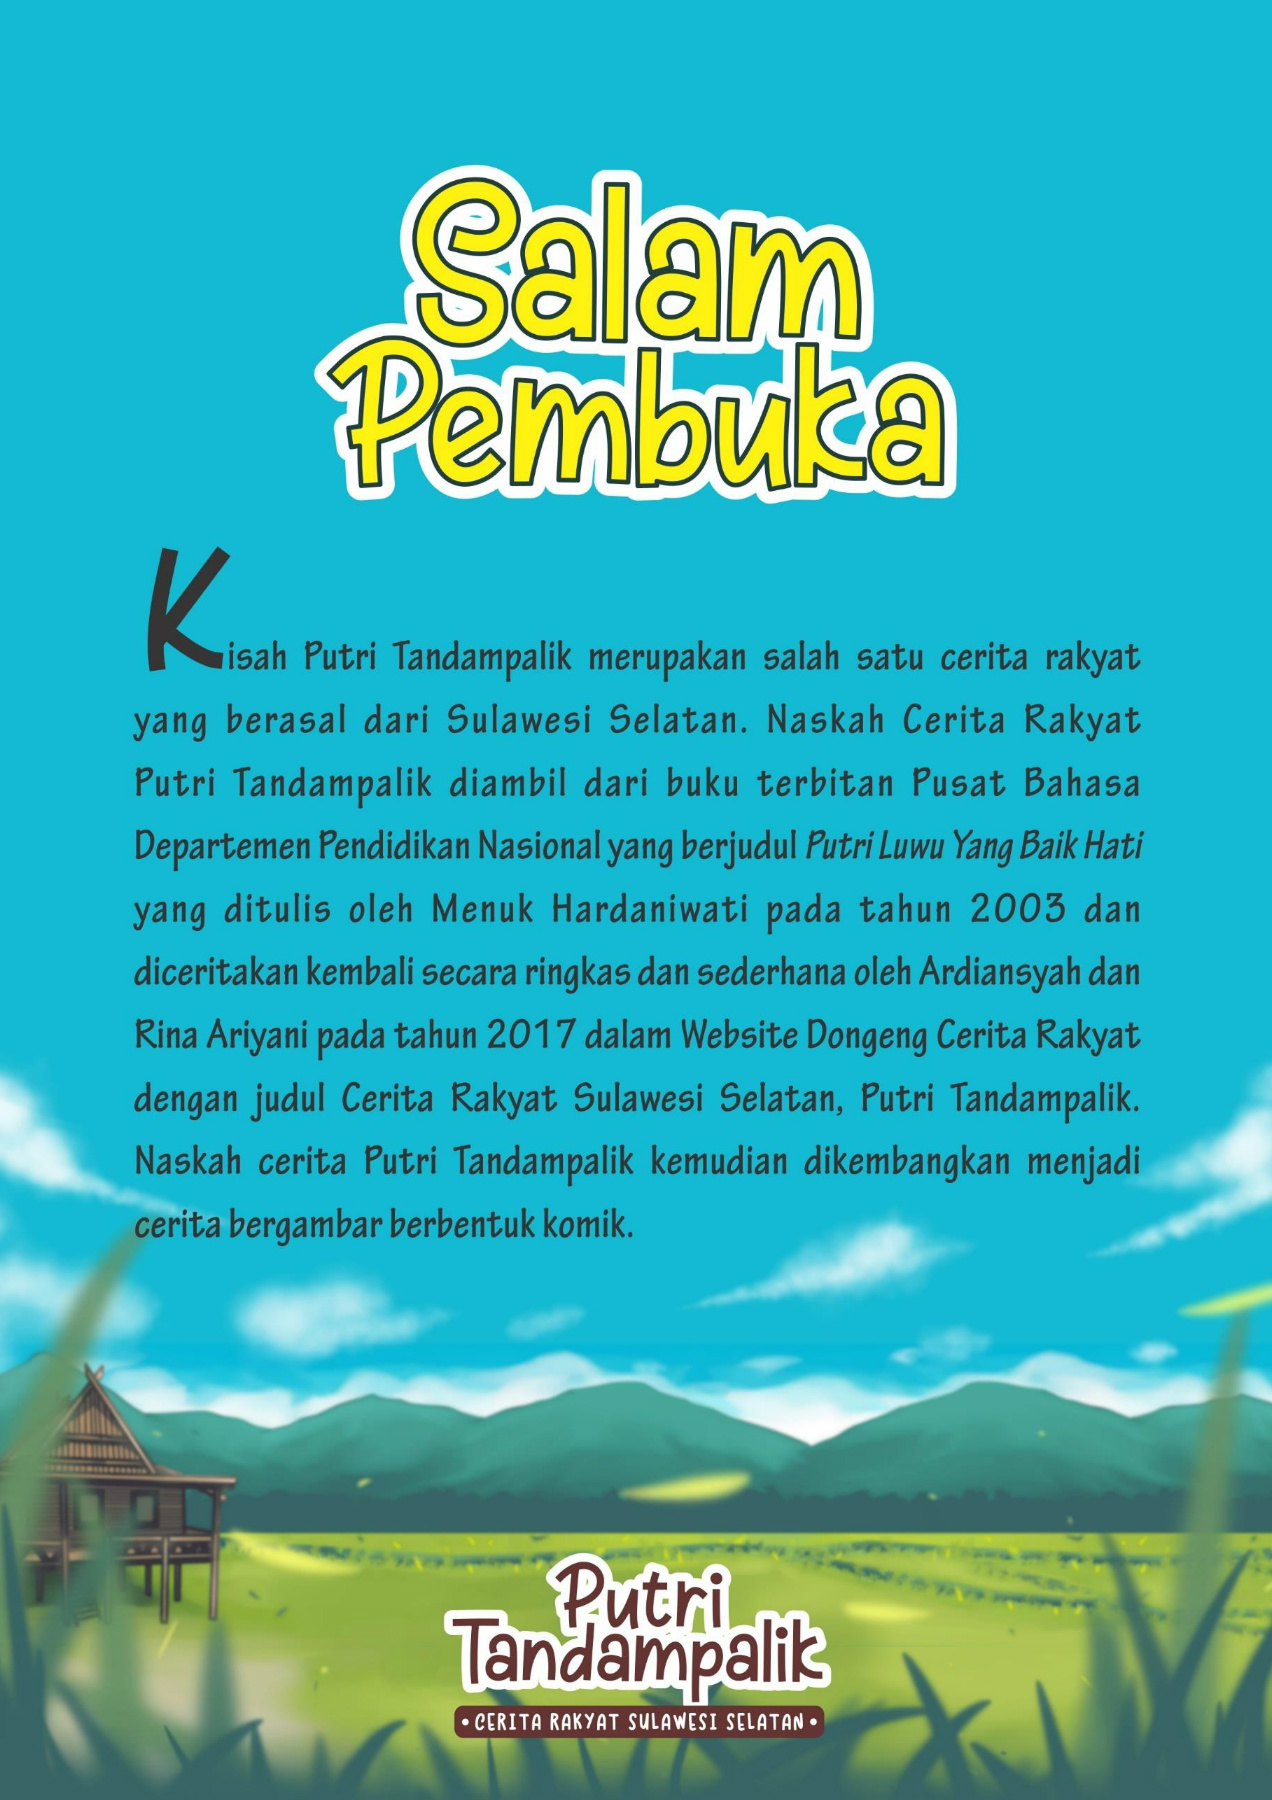 Salam
Pembuka
Kisah Putri Tandampalik merupakan salah satu cerita rakyat
yang berasal dari Sulawesi Selatan. Naskah Cerita Rakyat
Putri Tandampalik diambil dari buku terbitan Pusat Bahasa
Departemen Pendidikan Nasional yang berjudul Putri Luwu Yang Baik Hati
yang ditulis oleh Menuk Hardaniwati pada tahun 2003 dan
diceritakan kembali secara ringkas dan sederhana oleh Ardiansyah dan
Rina Ariyani pada tahun 2017 dalam Website Dongeng Cerita Rakyat
dengan judul Cerita Rakyat Sulawesi Selatan, Putri Tandampalik.
Naskah cerita Putri Tandampalik kemudian dikembangkan menjadi
cerita bergambar berbentuk komik.
Putri
Tandampalik
• CERITA RAKYAT SULAWESI SELATAN •